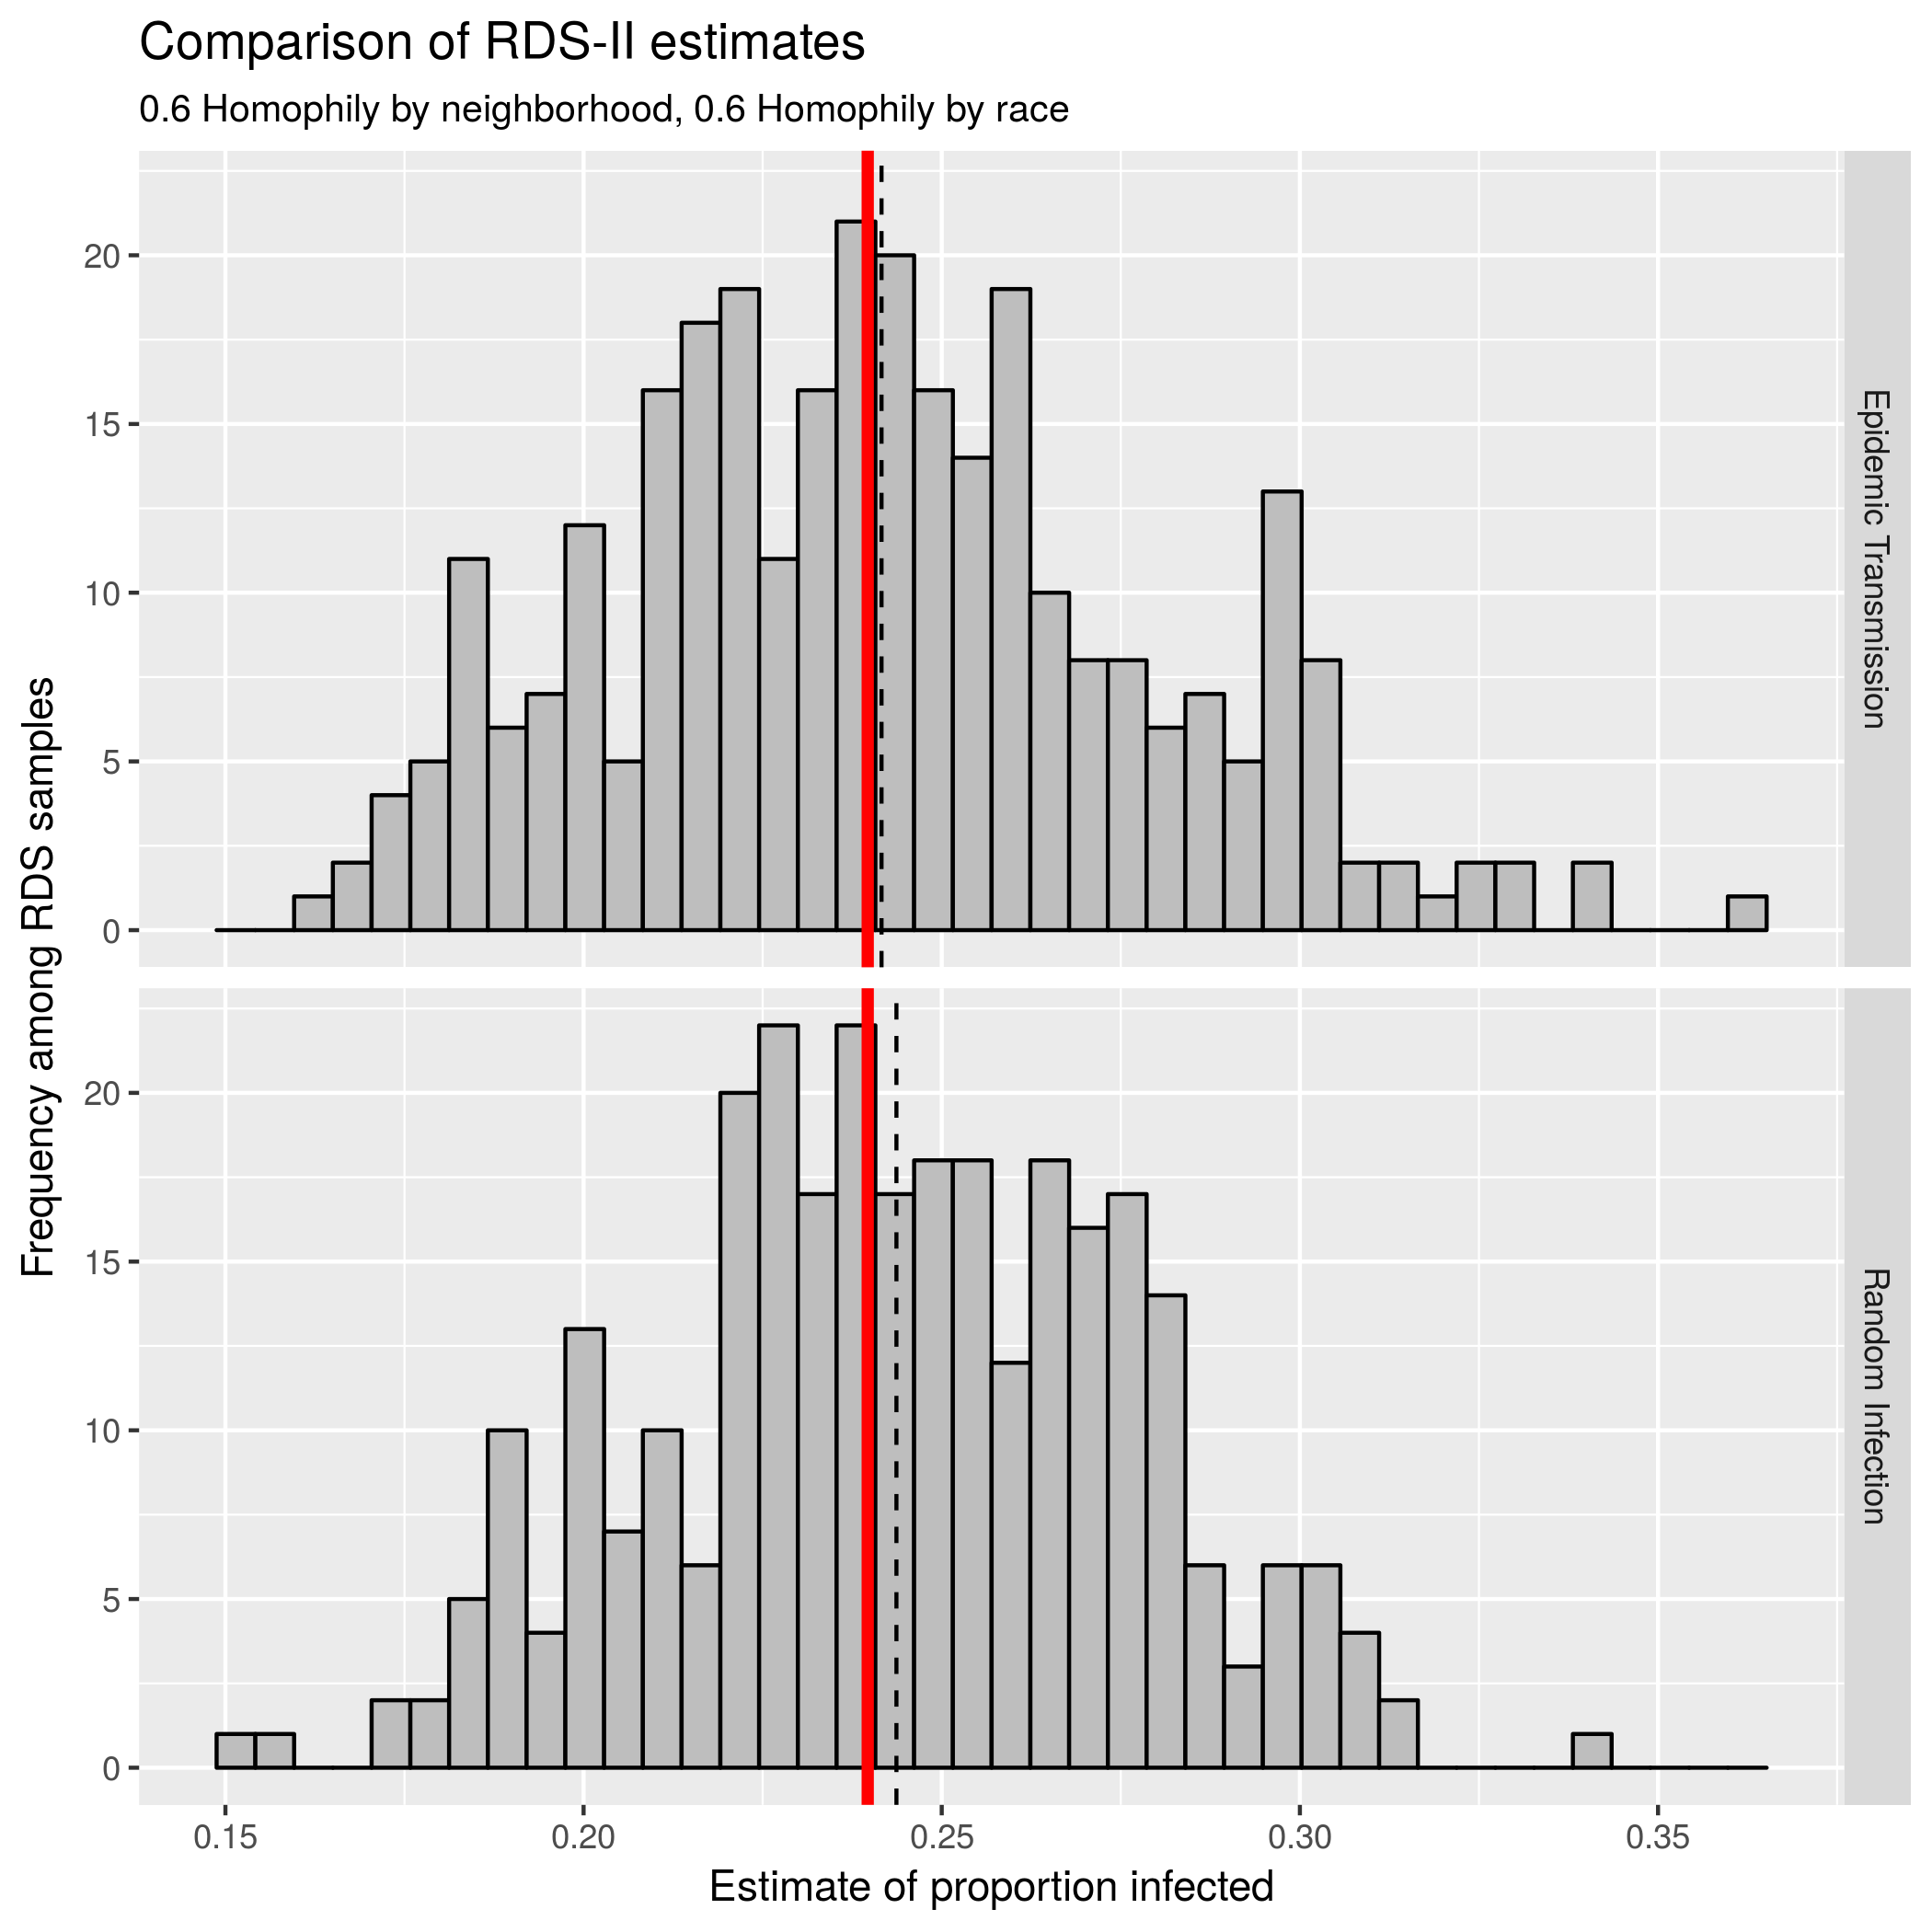 Comparison of RDS-II estimates
0.6 Homophily by neighborhood, 0.6 Homophily by race
Frequency among RDS samples
20
15
10
5
0
Epidemic Transmission
20
15
10
5
0
Random Infection
0.15 0.20 0.25 0.30 0.35
Estimate of proportion infected